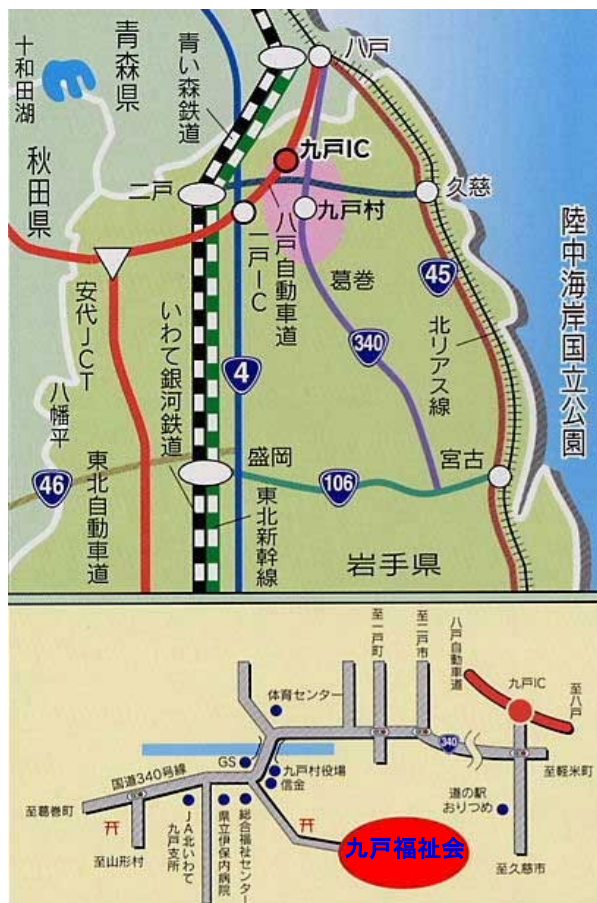 十和田湖
青森県
青い森鉄道
八戸
秋田県
九戸IC
二戸
久慈
九戸村
八戸自動車道
一戸IC
陸中海岸国立公園
安代JCT
葛巻
45
いわて銀河鉄道
340
北リアス線
4
八幡平
盛岡
宮古
46
106
東北自動車道
東北新幹線
岩手県
至一戸町
至二戸市
八戸自動車道
九戸IC
至八戸
体育センター
340
GS
九戸村役場
信金
至軽米町
国道340号線
道の駅
おりつめ
至葛巻町
至山形村
JA北いわて
九戸支所
県立伊保内病院
総合福祉センター
九戸福祉会
至久慈市